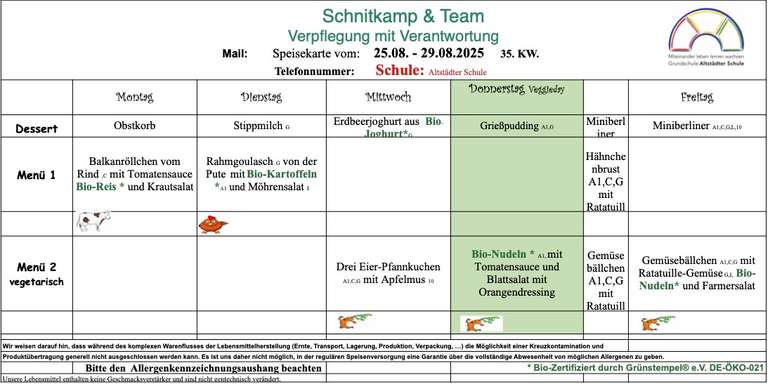 Schnitkamp & Team
Verpflegung mit Verantwortung
Mail: Speisekarte vom: 25.08. - 29.08.2025 35. KW.
Telefonnummer: Schule: Altstädter Schule
Miteinander leben lernen wachsen
Grundschule Altstädter Schule
Montag Dienstag Mittwoch Donnerstag Veggieday Freitag
Dessert
Obstkorb
Stippmilch G
Erdbeerjoghurt aus Bio-
Joghurt*G
Grießpudding A1,G
Miniberl
iner
Miniberliner A1,C,G,L,10
Menü 1
Balkanröllchen vom
Rind ,C mit Tomatensauce
Bio-Reis * und Krautsalat
Rahmgoulasch G von der
Pute mit Bio-Kartoffeln
*A1 und Möhrensalat I
Hähnche
nbrust
A1,C,G
mit
Ratatuill
Menü 2
vegetarisch
Drei Eier-Pfannkuchen
A1,C,G mit Apfelmus 10
Bio-Nudeln * A1, mit
Tomatensauce und
Blattsalat mit
Orangendressing
Gemüse
bällchen
A1,C,G
mit
Ratatuill
Gemüsebällchen A1,C,G mit
Ratatuille-Gemüse G,I, Bio-
Nudeln* und Farmersalat
Wir weisen darauf hin, dass während des komplexen Warenflusses der Lebensmittelherstellung (Ernte, Transport, Lagerung, Produktion, Verpackung, …) die Möglichkeit einer Kreuzkontamination und
Produktübertragung generell nicht ausgeschlossen werden kann. Es ist uns daher nicht möglich, in der regulären Speisenversorgung eine Garantie über die vollständige Abwesenheit von möglichen Allergenen zu geben.
Bitte den Allergenkennzeichnungsaushang beachten
* Bio-Zertifiziert durch Grünstempel® e.V. DE-ÖKO-021
Unsere Lebensmittel enthalten keine Geschmacksverstärker und sind nicht gentechnisch verändert.